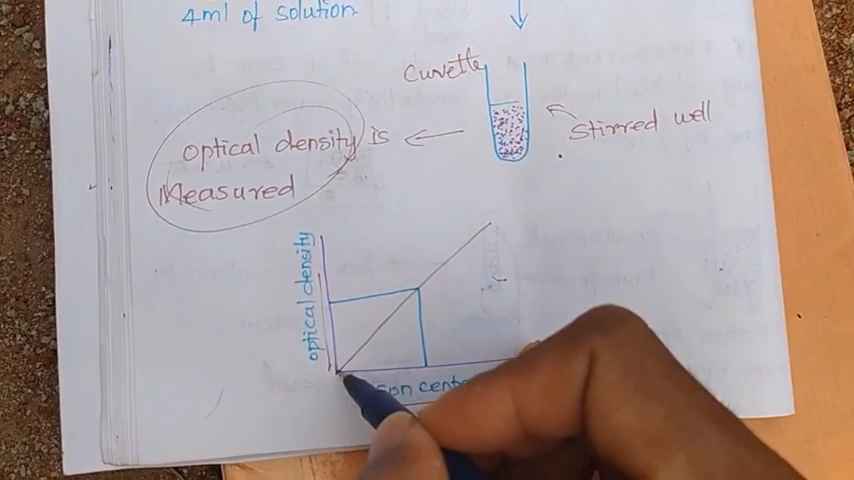 4ml of solution
Cuvette
Stirred well
optical density is
Measured
optical density